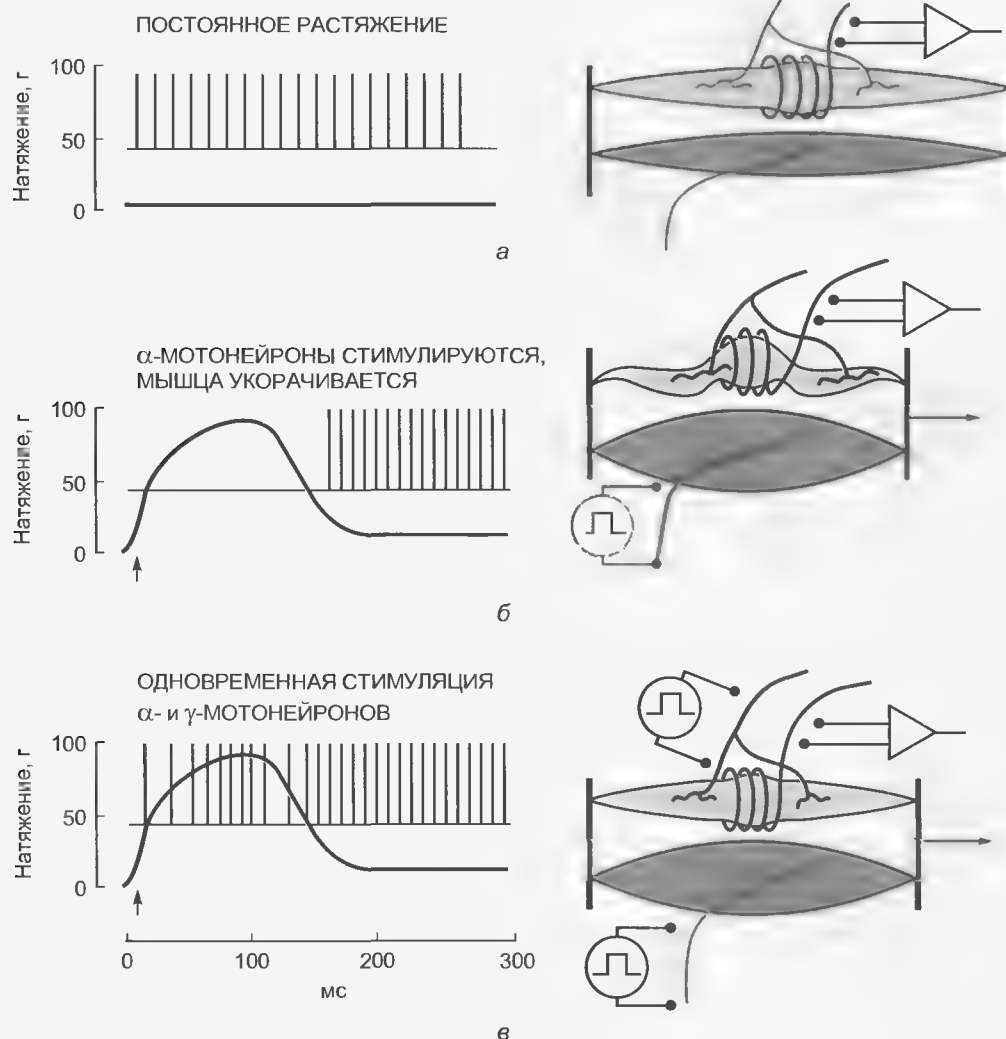 ПОСТОЯННОЕ РАСТЯЖЕНИЕ
Натяжение, г
100
50
0
а
α-МОТОНЕЙРОНЫ СТИМУЛИРУЮТСЯ,
МЫШЦА УКОРАЧИВАЕТСЯ
Натяжение, г
100
50
0
б
ОДНОВРЕМЕННАЯ СТИМУЛЯЦИЯ
α- и γ-МОТОНЕЙРОНОВ
Натяжение, г
100
50
0
0 100 200 300
мс
в